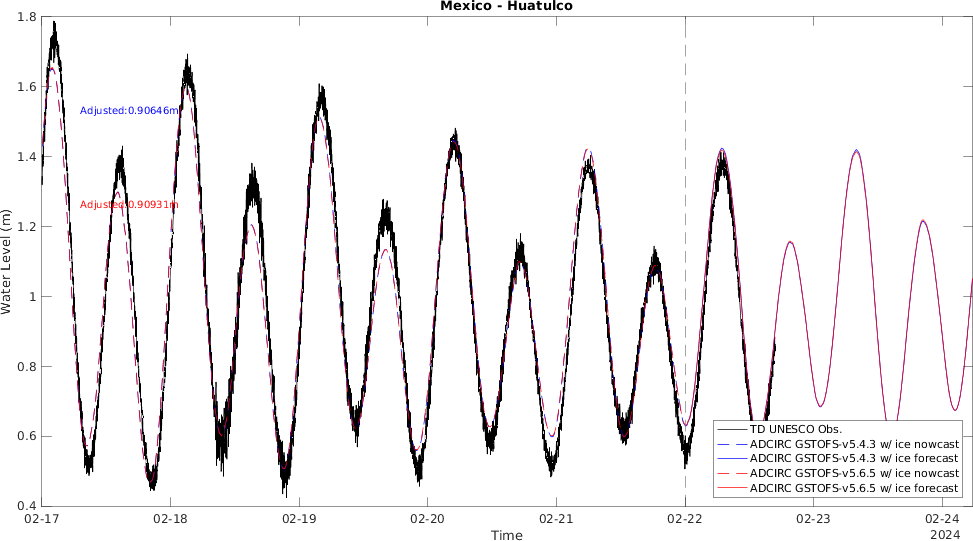 Mexico - Huatulco
1.8
1.6
1.4
1.2
1
0.8
0.6
0.4
Water Level (m)
Adjusted:0.90646m
Adjusted:0.90931m
TD UNESCO Obs.
ADCIRC GSTOFS-v5.4.3 w/ ice nowcast
ADCIRC GSTOFS-v5.4.3 w/ ice forecast
ADCIRC GSTOFS-v5.6.5 w/ ice nowcast
ADCIRC GSTOFS-v5.6.5 w/ ice forecast
02-17 02-18 02-19 02-20 02-21 02-22 02-23 02-24
Time
2024